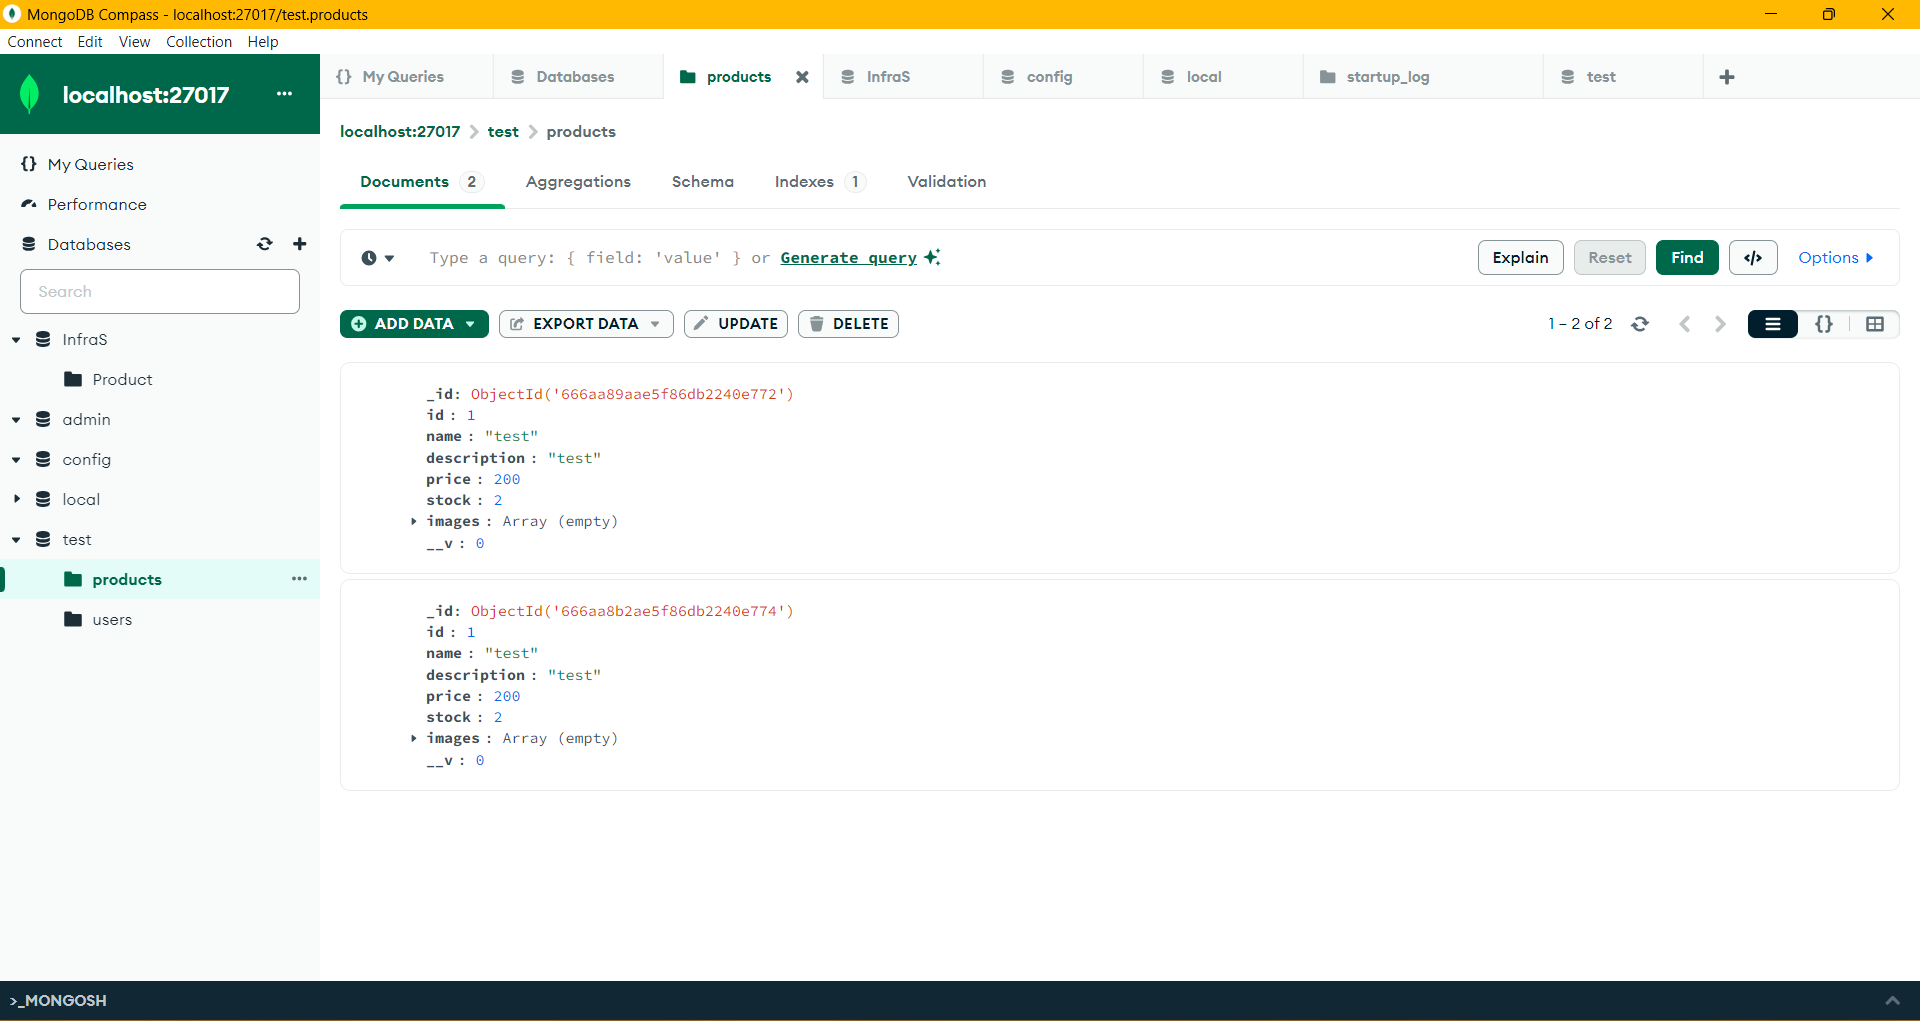 MongoDB Compass - localhost:27017/test.products
Connect Edit View Collection Help
localhost:27017 ...
{} My Queries
Performance
Databases
Search
InfraS
Product
admin
config
local
test
products ...
users
{} My Queries Databases products InfraS config local startup_log test
localhost:27017 > test > products
Documents 2 Aggregations Schema Indexes 1 Validation
Type a query: { field: 'value' } or Generate query Explain Reset Find </> Options
ADD DATA EXPORT DATA UPDATE DELETE 1 – 2 of 2 {}
_id: ObjectId('666aa89aae5f86db2240e772')
id : 1
name : "test"
description : "test"
price : 200
stock : 2
images : Array (empty)
__v : 0
_id: ObjectId('666aa8b2ae5f86db2240e774')
id : 1
name : "test"
description : "test"
price : 200
stock : 2
images : Array (empty)
__v : 0
>_MONGOSH